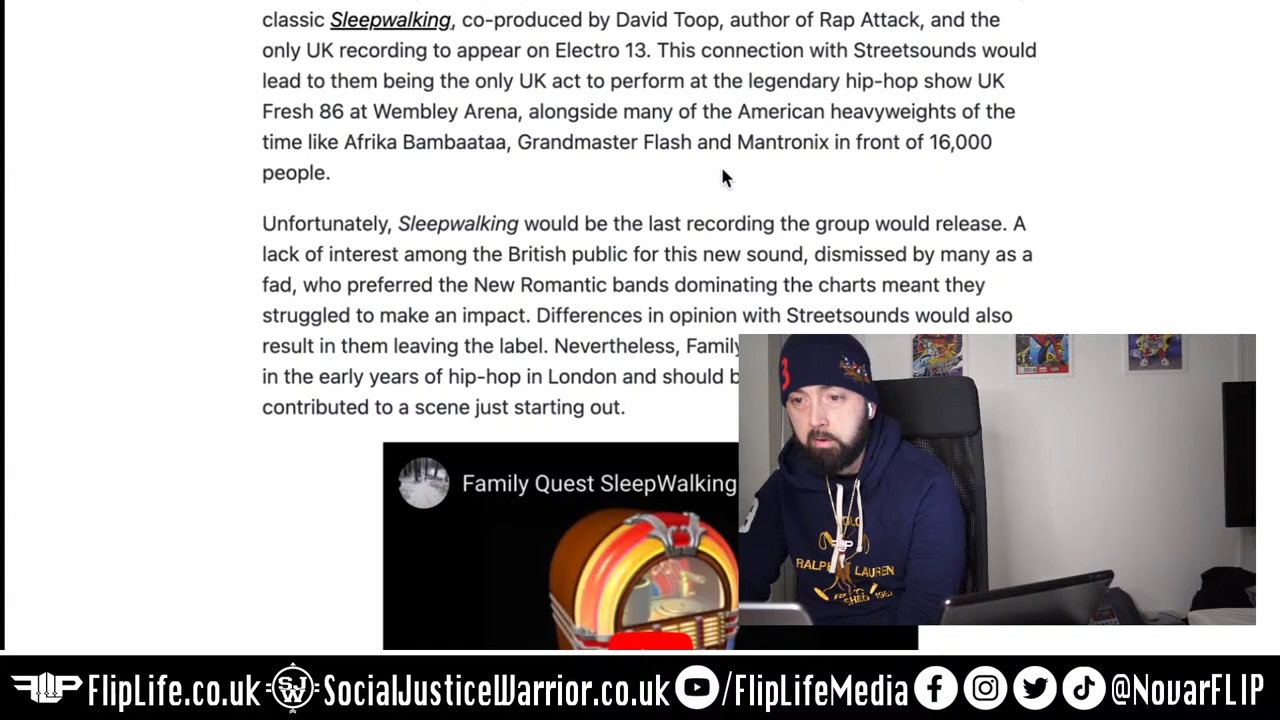 classic Sleepwalking, co-produced by David Toop, author of Rap Attack, and the
only UK recording to appear on Electro 13. This connection with Streetsounds would
lead to them being the only UK act to perform at the legendary hip-hop show UK
Fresh 86 at Wembley Arena, alongside many of the American heavyweights of the
time like Afrika Bambaataa, Grandmaster Flash and Mantronix in front of 16,000
people.
Unfortunately, Sleepwalking would be the last recording the group would release. A
lack of interest among the British public for this new sound, dismissed by many as a
fad, who preferred the New Romantic bands dominating the charts meant they
struggled to make an impact. Differences in opinion with Streetsounds would also
result in them leaving the label. Nevertheless, Family
in the early years of hip-hop in London and should b
contributed to a scene just starting out.
Family Quest SleepWalking
3
POLO
RALPH LAUREN
FLIP FlipLife.co.uk SJW SocialJusticeWarrior.co.uk /FlipLifeMedia @NovarFLIP